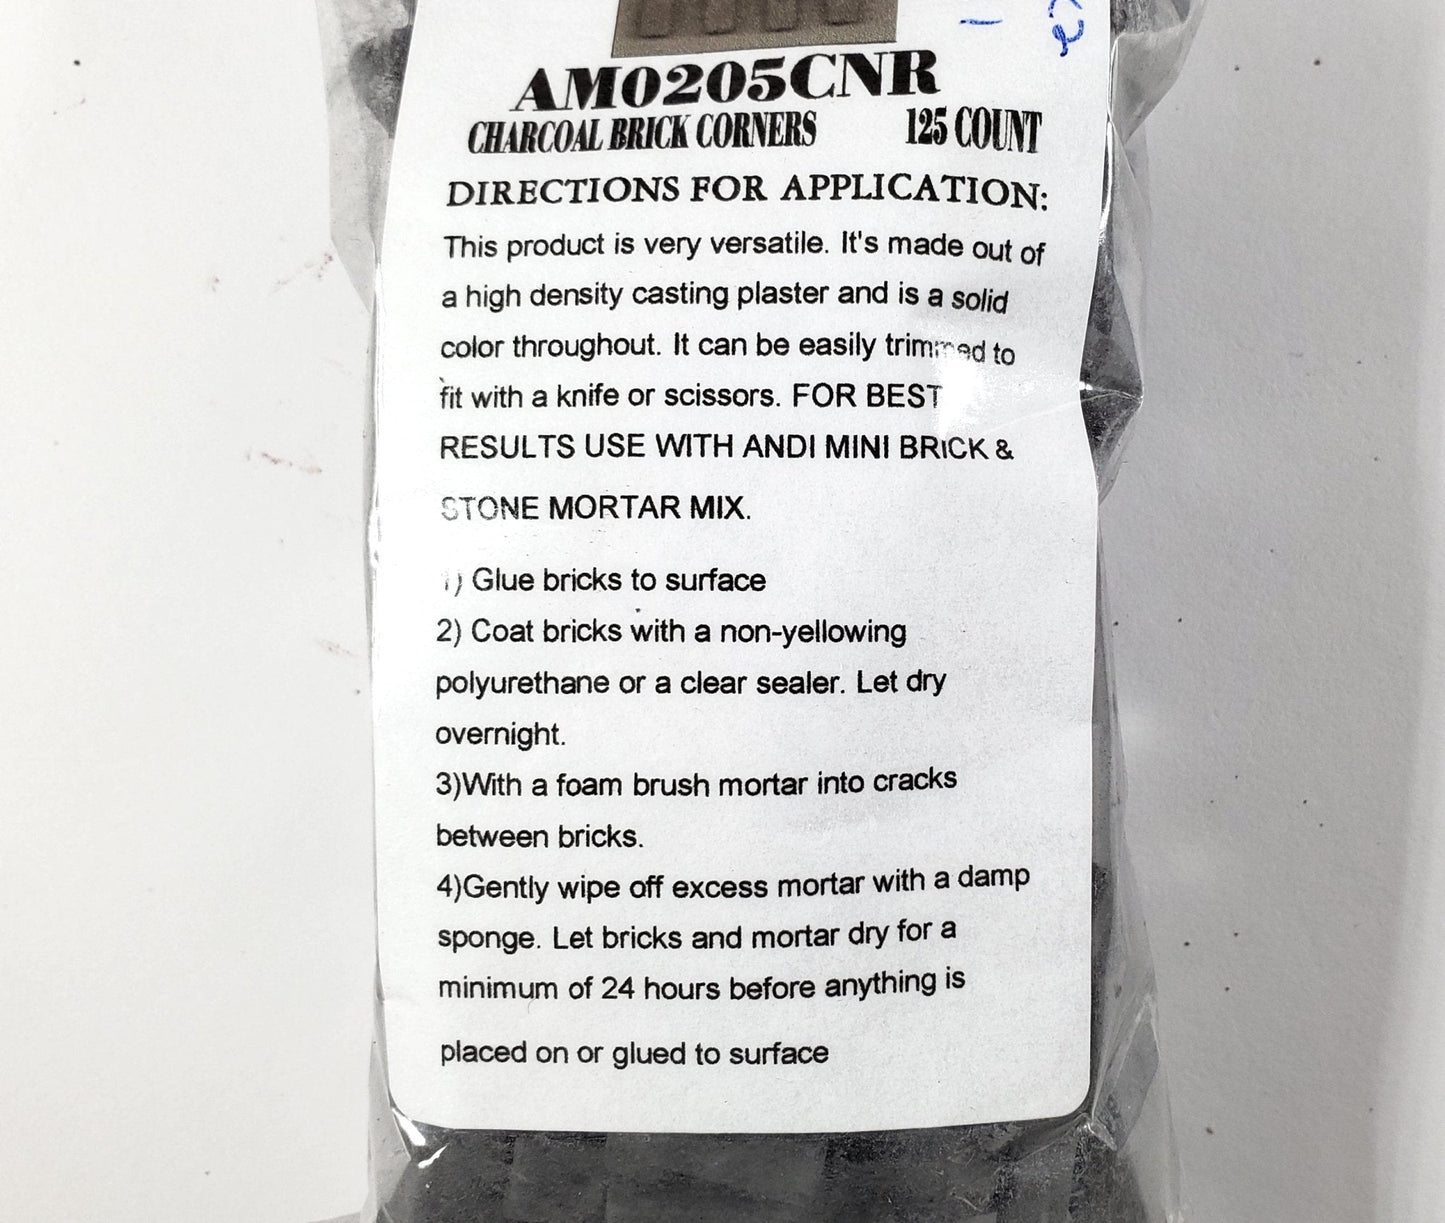 AM0205CNR
CHARCOAL BRICK CORNERS 125 COUNT
DIRECTIONS FOR APPLICATION:
This product is very versatile. It's made out of
a high density casting plaster and is a solid
color throughout. It can be easily trimmed to
fit with a knife or scissors. FOR BEST
RESULTS USE WITH ANDI MINI BRICK &
STONE MORTAR MIX.
1) Glue bricks to surface
2) Coat bricks with a non-yellowing
polyurethane or a clear sealer. Let dry
overnight.
3)With a foam brush mortar into cracks
between bricks.
4)Gently wipe off excess mortar with a damp
sponge. Let bricks and mortar dry for a
minimum of 24 hours before anything is
placed on or glued to surface